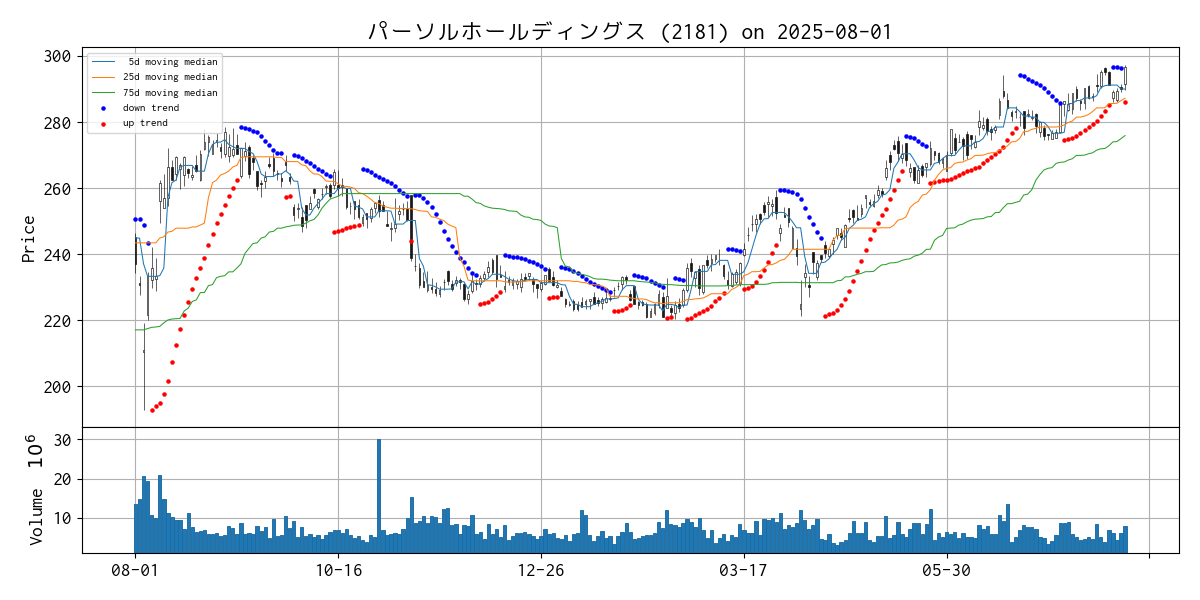 パーソルホールディングス (2181) on 2025-08-01
5d moving median
25d moving median
75d moving median
down trend
up trend
300
280
260
240
220
200
Price
30
20
10
Volume 10^6
08-01
10-16
12-26
03-17
05-30